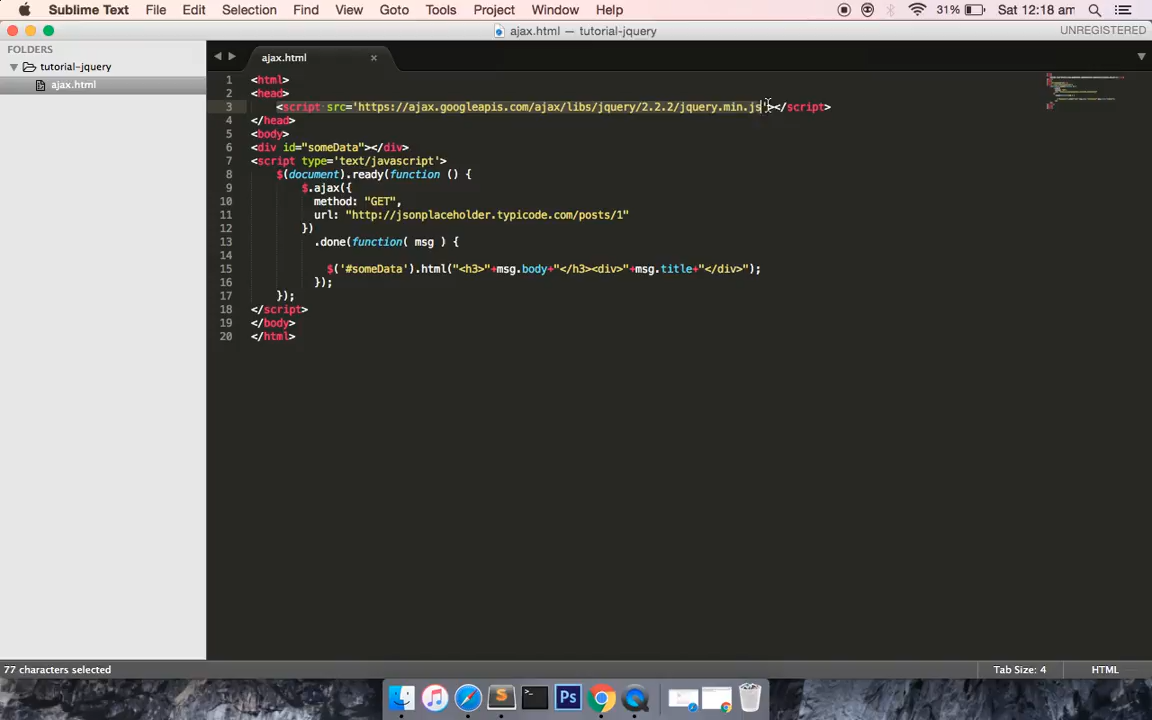 Sublime Text File Edit Selection Find View Goto Tools Project Window Help 31% Sat 12:18 am
ajax.html — tutorial-jquery UNREGISTERED
FOLDERS
tutorial-jquery
ajax.html
ajax.html
1 <html>
2 <head>
3 <script src='https://ajax.googleapis.com/ajax/libs/jquery/2.2.2/jquery.min.js'></script>
4 </head>
5 <body>
6 <div id="someData"></div>
7 <script type='text/javascript'>
8 $(document).ready(function () {
9 $.ajax({
10 method: "GET",
11 url: "http://jsonplaceholder.typicode.com/posts/1"
12 })
13 .done(function( msg ) {
14
15 $('#someData').html("<h3>"+msg.body+"</h3><div>"+msg.title+"</div>");
16 });
17 });
18 </script>
19 </body>
20 </html>
77 characters selected Tab Size: 4 HTML
Ps